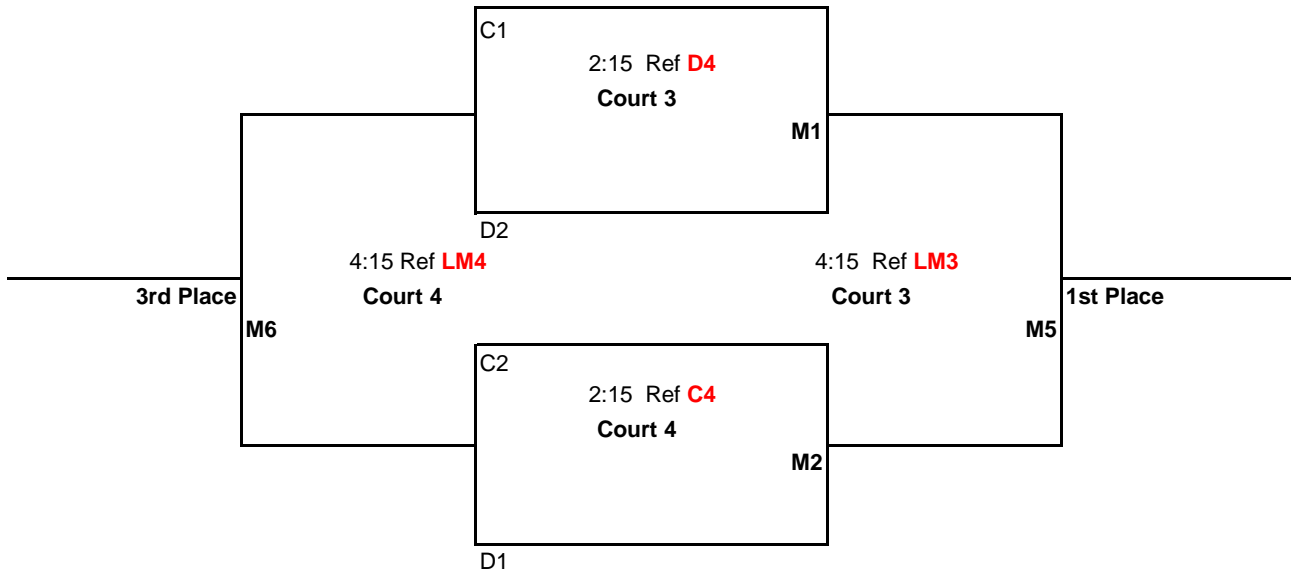 C1
2:15 Ref D4
Court 3
M1
D2
4:15 Ref LM4
4:15 Ref LM3
Court 4
Court 3
3rd Place
1st Place
M6
M5
C2
2:15 Ref C4
Court 4
M2
D1